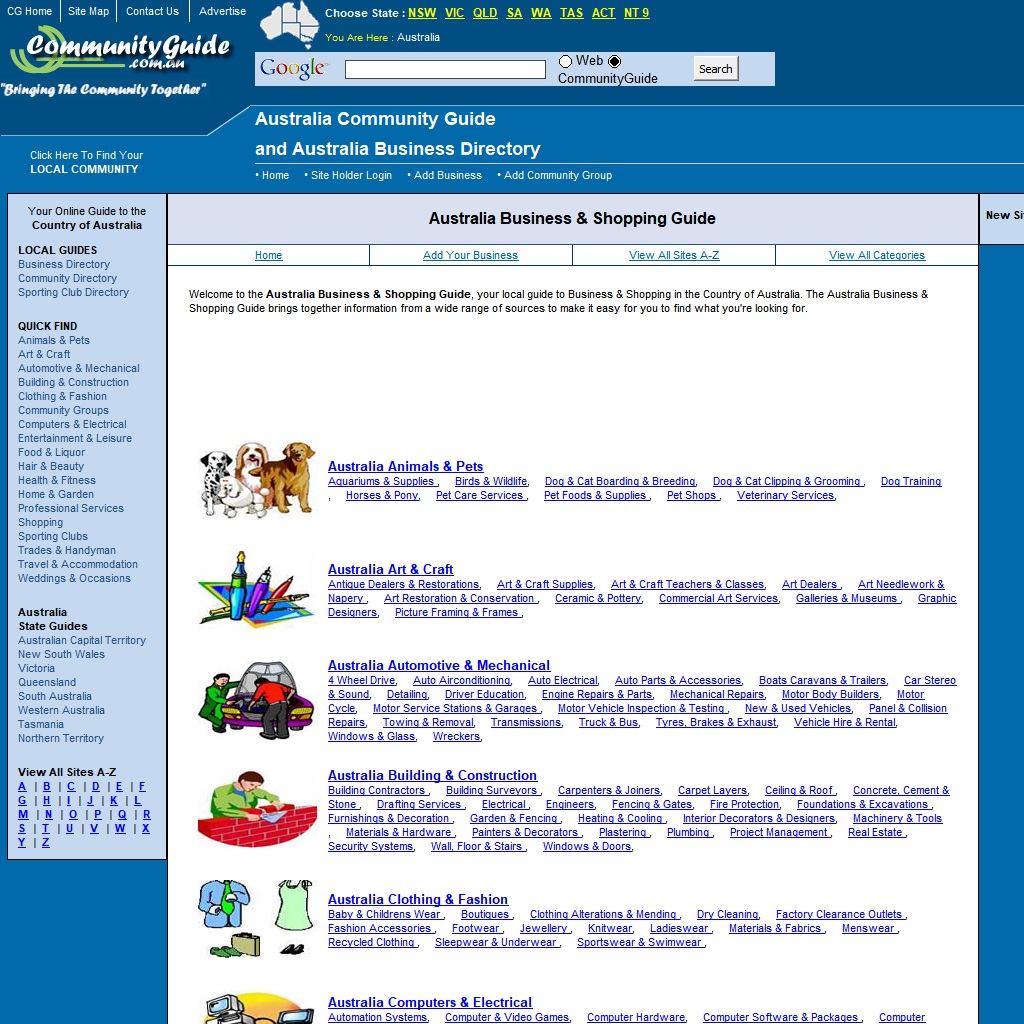 CG Home Site Map Contact Us Advertise
Choose State : NSW VIC QLD SA WA TAS ACT NT 9
You Are Here : Australia
CommunityGuide
.com.au
"Bringing The Community Together"
Google Web CommunityGuide Search
Australia Community Guide
and Australia Business Directory
Click Here To Find Your
LOCAL COMMUNITY
• Home • Site Holder Login • Add Business • Add Community Group
Your Online Guide to the
Country of Australia
LOCAL GUIDES
Business Directory
Community Directory
Sporting Club Directory
QUICK FIND
Animals & Pets
Art & Craft
Automotive & Mechanical
Building & Construction
Clothing & Fashion
Community Groups
Computers & Electrical
Entertainment & Leisure
Food & Liquor
Hair & Beauty
Health & Fitness
Home & Garden
Professional Services
Shopping
Sporting Clubs
Trades & Handyman
Travel & Accommodation
Weddings & Occasions
Australia
State Guides
Australian Capital Territory
New South Wales
Victoria
Queensland
South Australia
Western Australia
Tasmania
Northern Territory
View All Sites A-Z
A | B | C | D | E | F
G | H | I | J | K | L
M | N | O | P | Q | R
S | T | U | V | W | X
Y | Z
Australia Business & Shopping Guide
New Si
Home Add Your Business View All Sites A-Z View All Categories
Welcome to the Australia Business & Shopping Guide, your local guide to Business & Shopping in the Country of Australia. The Australia Business &
Shopping Guide brings together information from a wide range of sources to make it easy for you to find what you're looking for.
Australia Animals & Pets
Aquariums & Supplies , Birds & Wildlife, Dog & Cat Boarding & Breeding, Dog & Cat Clipping & Grooming , Dog Training
, Horses & Pony, Pet Care Services , Pet Foods & Supplies , Pet Shops , Veterinary Services,
Australia Art & Craft
Antique Dealers & Restorations, Art & Craft Supplies, Art & Craft Teachers & Classes, Art Dealers , Art Needlework &
Napery , Art Restoration & Conservation , Ceramic & Pottery, Commercial Art Services, Galleries & Museums , Graphic
Designers, Picture Framing & Frames ,
Australia Automotive & Mechanical
4 Wheel Drive, Auto Airconditioning, Auto Electrical, Auto Parts & Accessories, Boats Caravans & Trailers, Car Stereo
& Sound, Detailing, Driver Education, Engine Repairs & Parts, Mechanical Repairs, Motor Body Builders, Motor
Cycle, Motor Service Stations & Garages , Motor Vehicle Inspection & Testing , New & Used Vehicles, Panel & Collision
Repairs, Towing & Removal, Transmissions, Truck & Bus, Tyres, Brakes & Exhaust, Vehicle Hire & Rental,
Windows & Glass, Wreckers,
Australia Building & Construction
Building Contractors , Building Surveyors , Carpenters & Joiners, Carpet Layers, Ceiling & Roof , Concrete, Cement &
Stone , Drafting Services , Electrical , Engineers, Fencing & Gates, Fire Protection, Foundations & Excavations ,
Furnishings & Decoration , Garden & Fencing , Heating & Cooling , Interior Decorators & Designers, Machinery & Tools
, Materials & Hardware , Painters & Decorators , Plastering , Plumbing , Project Management , Real Estate ,
Security Systems, Wall, Floor & Stairs , Windows & Doors,
Australia Clothing & Fashion
Baby & Childrens Wear , Boutiques , Clothing Alterations & Mending , Dry Cleaning, Factory Clearance Outlets ,
Fashion Accessories , Footwear , Jewellery , Knitwear, Ladieswear , Materials & Fabrics , Menswear ,
Recycled Clothing , Sleepwear & Underwear , Sportswear & Swimwear ,
Australia Computers & Electrical
Automation Systems, Computer & Video Games, Computer Hardware, Computer Software & Packages , Computer